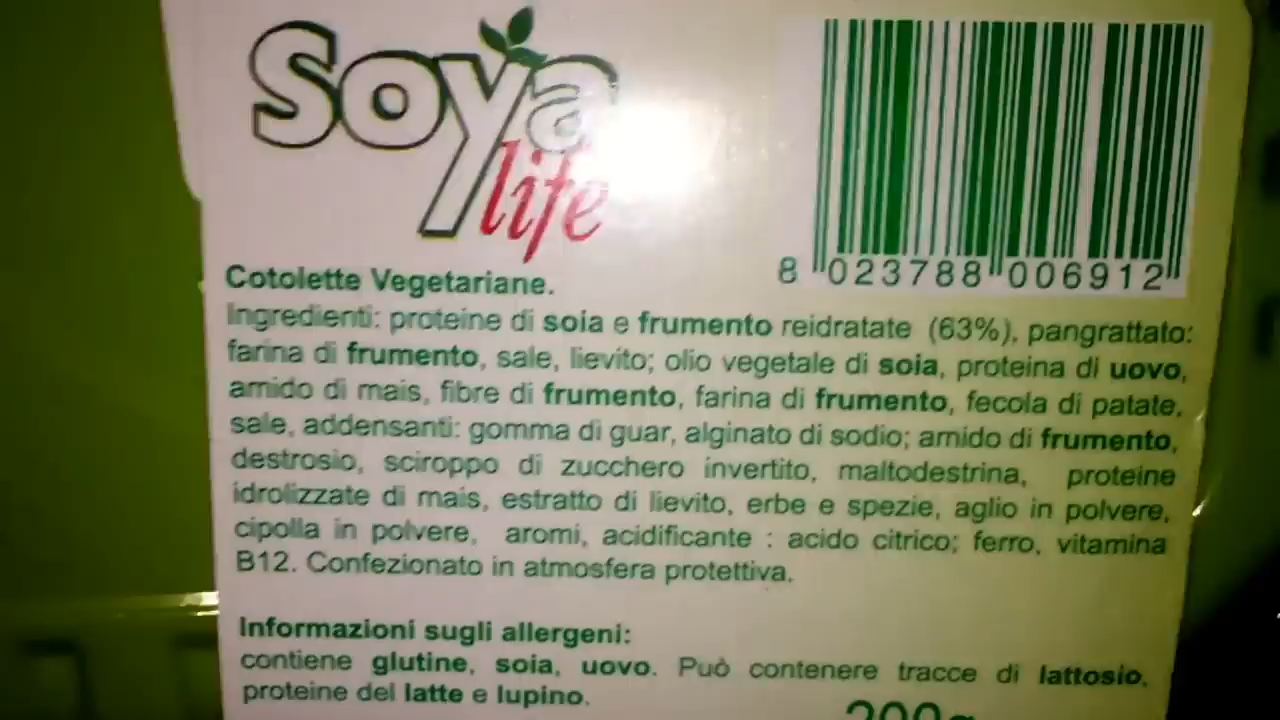 Soya
life
8 023788 006912
Cotolette Vegetariane.
Ingredienti: proteine di soia e frumento reidratate (63%), pangrattato:
farina di frumento, sale, lievito; olio vegetale di soia, proteina di uovo,
amido di mais, fibre di frumento, farina di frumento, fecola di patate,
sale, addensanti: gomma di guar, alginato di sodio; amido di frumento,
destrosio, sciroppo di zucchero invertito, maltodestrina, proteine
idrolizzate di mais, estratto di lievito, erbe e spezie, aglio in polvere,
cipolla in polvere, aromi, acidificante : acido citrico; ferro, vitamina
B12. Confezionato in atmosfera protettiva.
Informazioni sugli allergeni:
contiene glutine, soia, uovo. Può contenere tracce di lattosio,
proteine del latte e lupino.